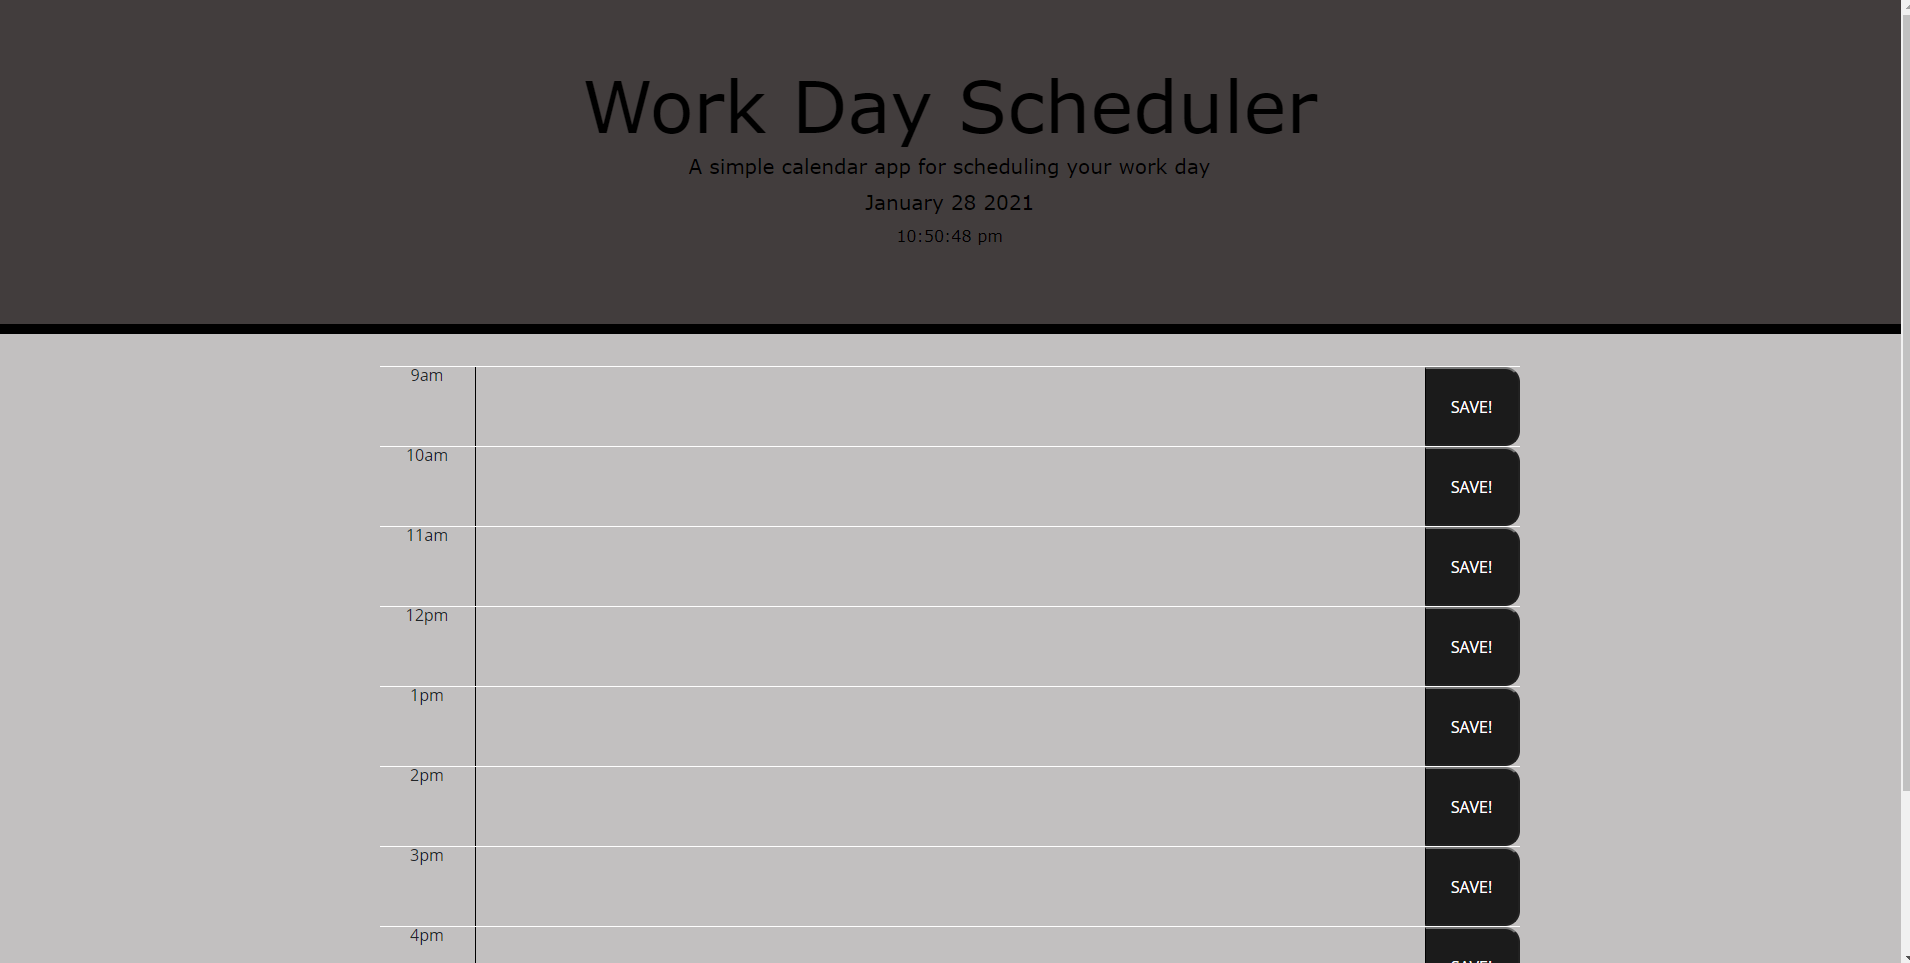 Work Day Scheduler
A simple calendar app for scheduling your work day
January 28 2021
10:50:48 pm
9am
SAVE!
10am
SAVE!
11am
SAVE!
12pm
SAVE!
1pm
SAVE!
2pm
SAVE!
3pm
SAVE!
4pm